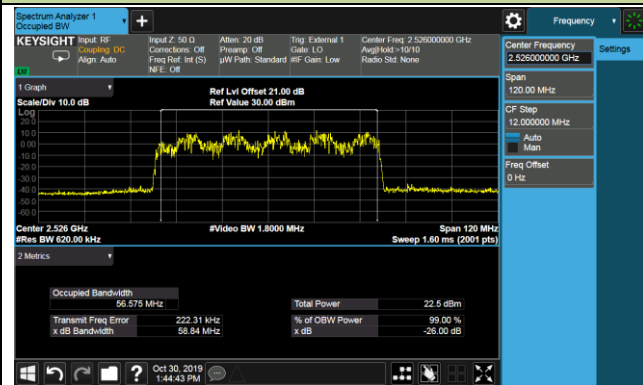 Spectrum Analyzer 1
Occupied BW
Frequency
KEYSIGHT Input: RF
Coupling: DC
Align: Auto
Input Z: 50 Ω
Corrections: Off
Freq Ref: Int (S)
NFE: Off
Atten: 20 dB
Preamp: Off
µW Path: Standard
Trig: External 1
Gate: LO
#IF Gain: Low
Center Freq: 2.526000000 GHz
Avg|Hold:>10/10
Radio Std: None
Center Frequency
2.526000000 GHz
Settings
Span
120.00 MHz
CF Step
12.000000 MHz
Auto
Man
Freq Offset
0 Hz
1 Graph
Scale/Div 10.0 dB
Ref Lvl Offset 21.00 dB
Ref Value 30.00 dBm
Log
20.0
10.0
0.00
-10.0
-20.0
-30.0
-40.0
-50.0
-60.0
Center 2.526 GHz
#Res BW 620.00 kHz
#Video BW 1.8000 MHz
Span 120 MHz
Sweep 1.60 ms (2001 pts)
2 Metrics
Occupied Bandwidth
56.575 MHz
Total Power 22.5 dBm
Transmit Freq Error 222.31 kHz
% of OBW Power 99.00 %
x dB Bandwidth 58.84 MHz
x dB -26.00 dB
Oct 30, 2019
1:44:43 PM